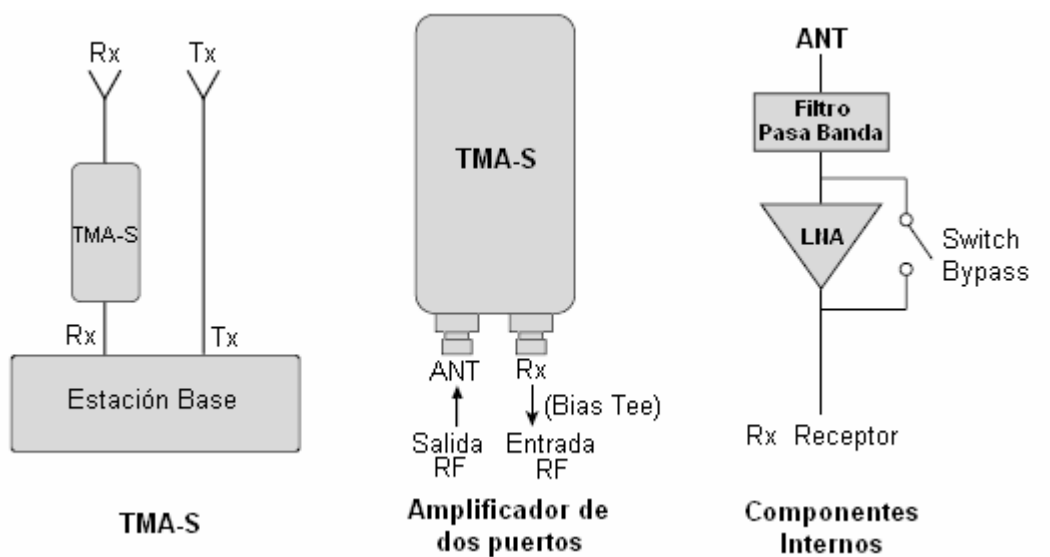 Rx
Tx
TMA-S
Rx
Tx
Estación Base
TMA-S
TMA-S
ANT
Rx
(Bias Tee)
Salida
RF
Entrada
RF
Amplificador de
dos puertos
ANT
Filtro
Pasa Banda
LNA
Switch
Bypass
Rx Receptor
Componentes
Internos